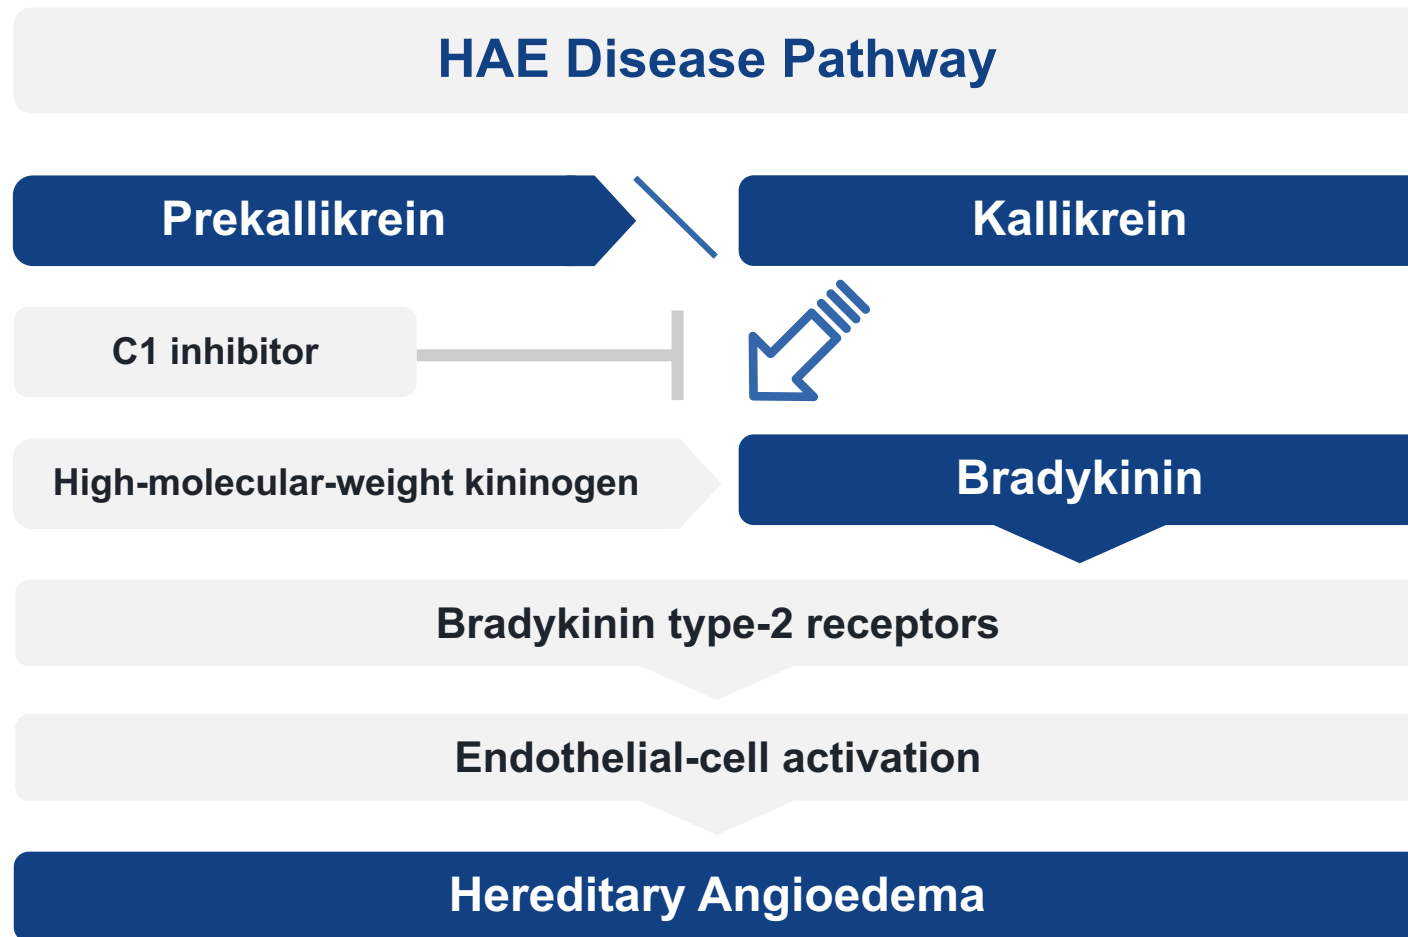 HAE Disease Pathway
Prekallikrein
Kallikrein
C1 inhibitor
High-molecular-weight kininogen
Bradykinin
Bradykinin type-2 receptors
Endothelial-cell activation
Hereditary Angioedema